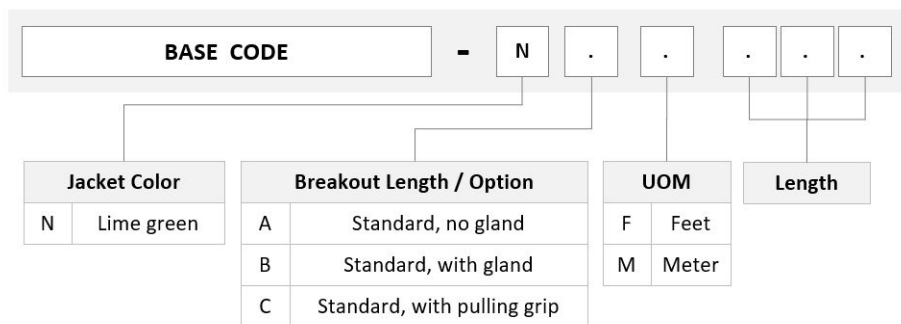 BASE CODE - N . . . . .
Jacket Color
N Lime green
Breakout Length / Option
A Standard, no gland
B Standard, with gland
C Standard, with pulling grip
UOM
F Feet
M Meter
Length